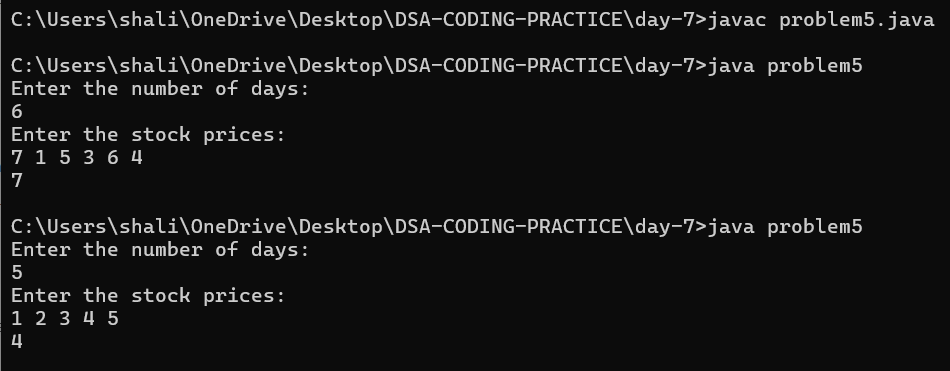 C:\Users\shali\OneDrive\Desktop\DSA-CODING-PRACTICE\day-7>javac problem5.java
C:\Users\shali\OneDrive\Desktop\DSA-CODING-PRACTICE\day-7>java problem5
Enter the number of days:
6
Enter the stock prices:
7 1 5 3 6 4
7
C:\Users\shali\OneDrive\Desktop\DSA-CODING-PRACTICE\day-7>java problem5
Enter the number of days:
5
Enter the stock prices:
1 2 3 4 5
4